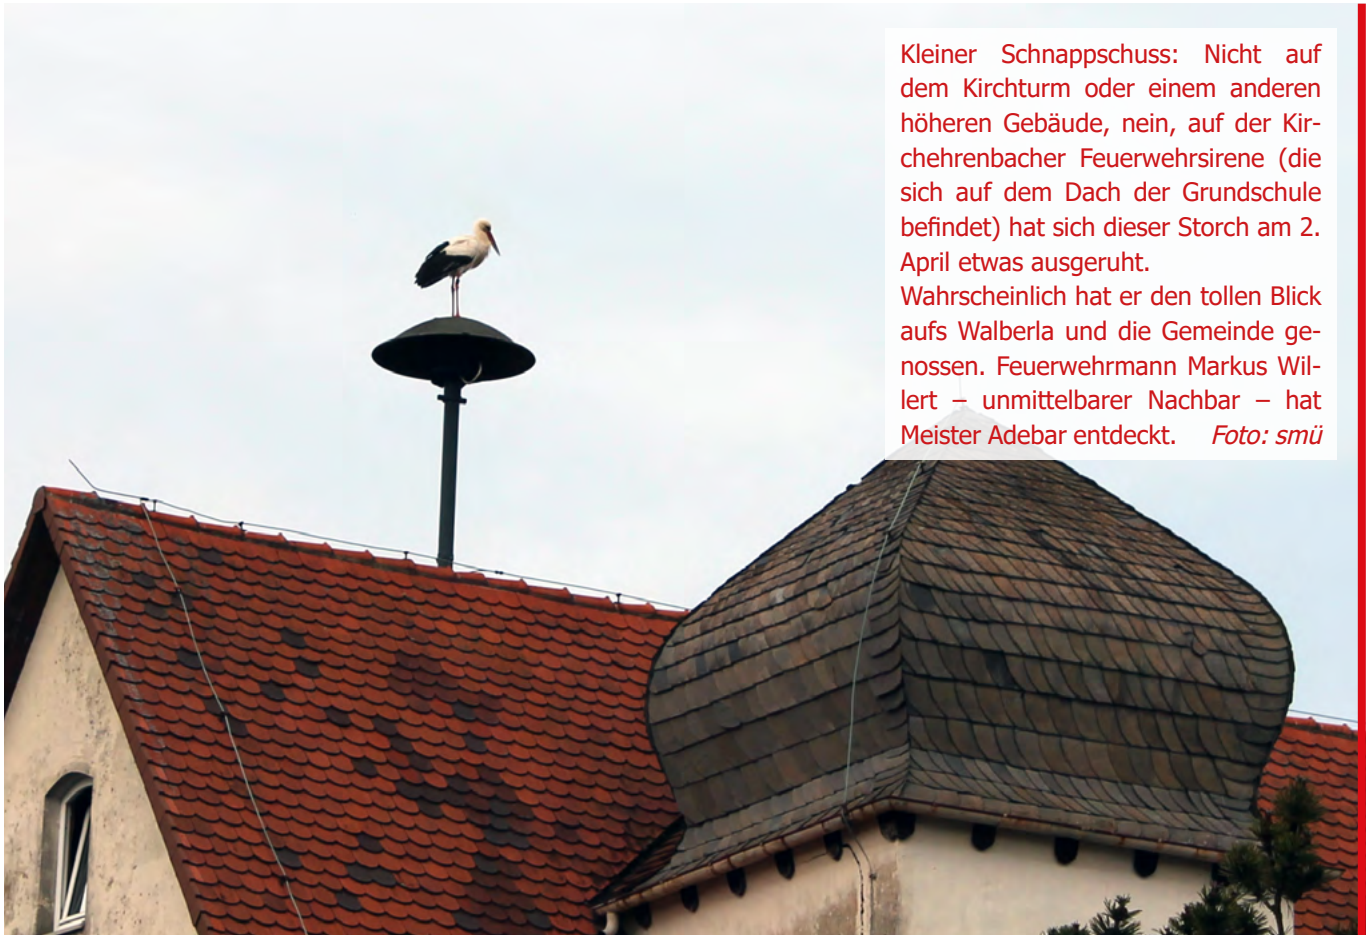 Kleiner Schnappschuss: Nicht auf
dem Kirchturm oder einem anderen
höheren Gebäude, nein, auf der Kir-
chehrenbacher Feuerwehrsirene (die
sich auf dem Dach der Grundschule
befindet) hat sich dieser Storch am 2.
April etwas ausgeruht.
Wahrscheinlich hat er den tollen Blick
aufs Walberla und die Gemeinde ge-
nossen. Feuerwehrmann Markus Wil-
lert – unmittelbarer Nachbar – hat
Meister Adebar entdeckt. Foto: smü